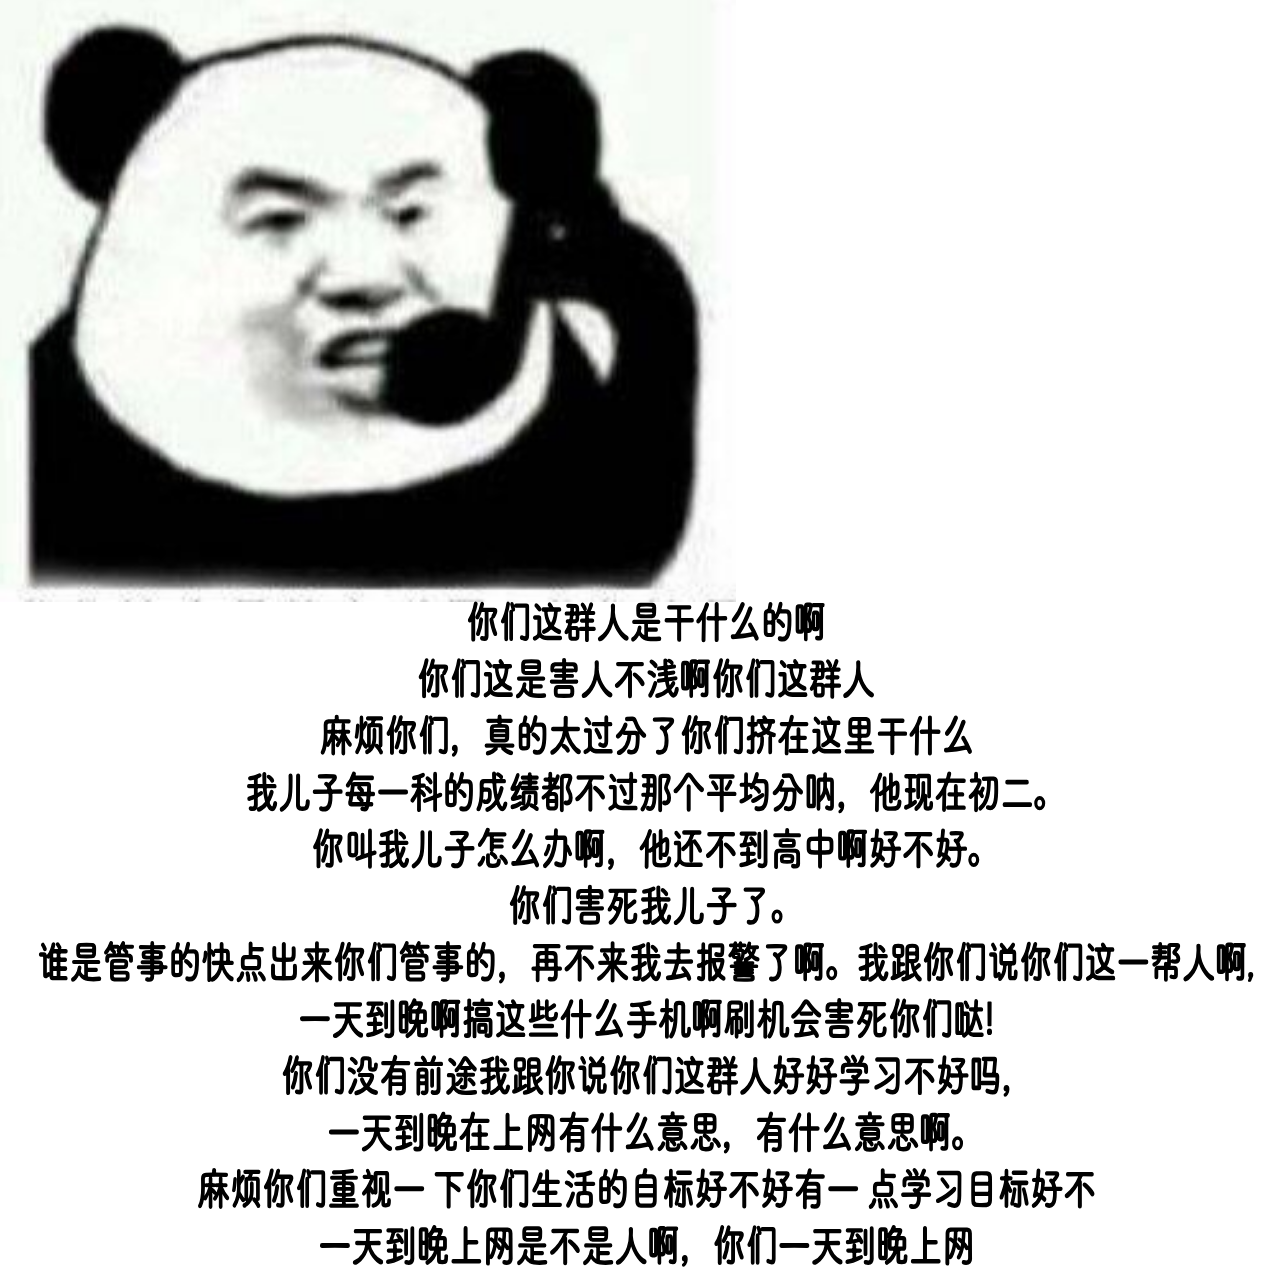 你们这群人是干什么的啊
你们这是害人不浅啊你们这群人
麻烦你们，真的太过分了你们挤在这里干什么
我儿子每一科的成绩都不过那个平均分呐，他现在初二。
你叫我儿子怎么办啊，他还不到高中啊好不好。
你们害死我儿子了。
谁是管事的快点出来你们管事的，再不来我去报警了啊。我跟你们说你们这一帮人啊，
一天到晚啊搞这些什么手机啊刷机会害死你们哒!
你们没有前途我跟你说你们这群人好好学习不好吗，
一天到晚在上网有什么意思，有什么意思啊。
麻烦你们重视一 下你们生活的自标好不好有一 点学习目标好不
一天到晚上网是不是人啊，你们一天到晚上网